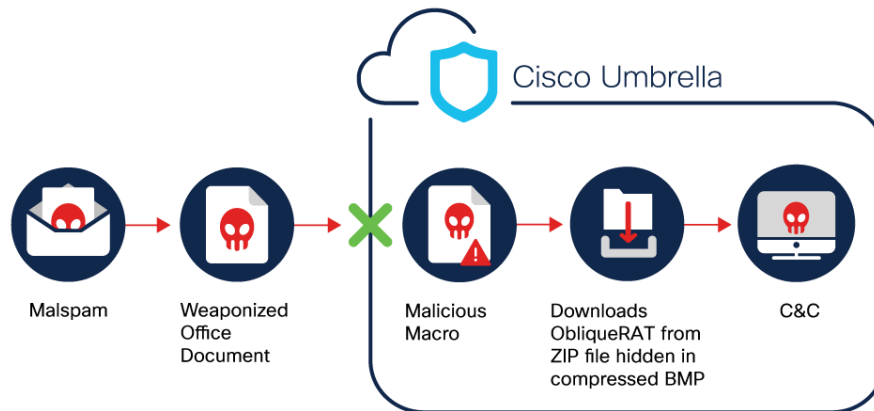 Cisco Umbrella
Malspam
Weaponized
Office
Document
Malicious
Macro
Downloads
ObliqueRAT from
ZIP file hidden in
compressed BMP
C&C